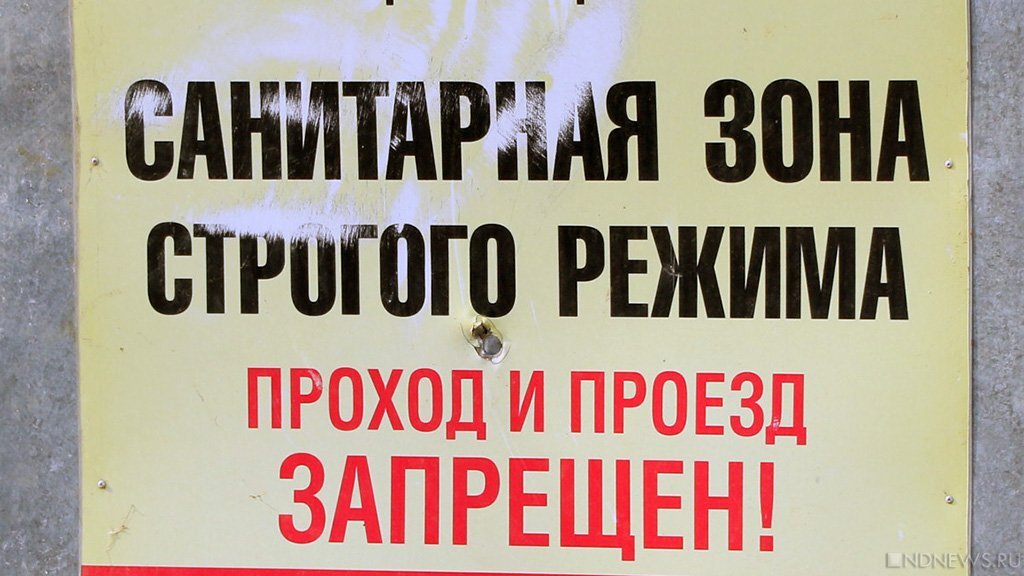 САНИТАРНАЯ ЗОНА
СТРОГОГО РЕЖИМА
ПРОХОД И ПРОЕЗД
ЗАПРЕЩЕН!
NDNEWS.RU